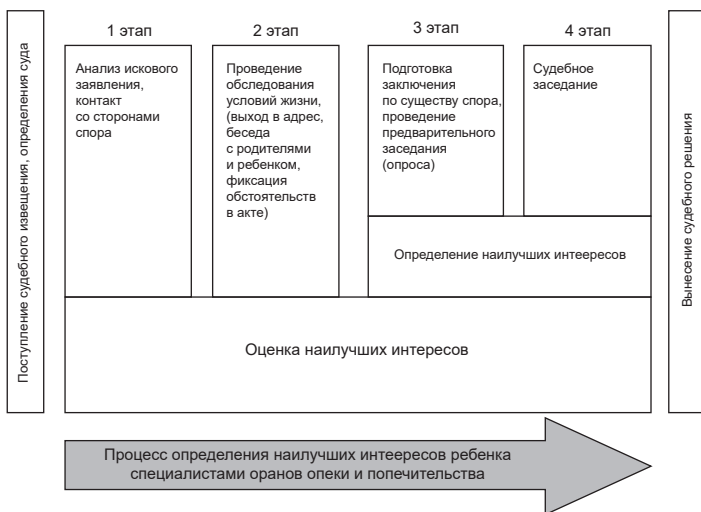 Поступление судебного извещения, определения суда
1 этап
Анализ искового
заявления,
контакт
со сторонами
спора
2 этап
Проведение
обследования
условий жизни,
(выход в адрес,
беседа
с родителями
и ребенком,
фиксация
обстоятельств
в акте)
3 этап
Подготовка
заключения
по существу спора,
проведение
предварительного
заседания
(опроса)
4 этап
Судебное
заседание
Определение наилучших интеересов
Оценка наилучших интересов
Вынесение судебного решения
Процесс определения наилучших интеересов ребенка
специалистами оранов опеки и попечительства